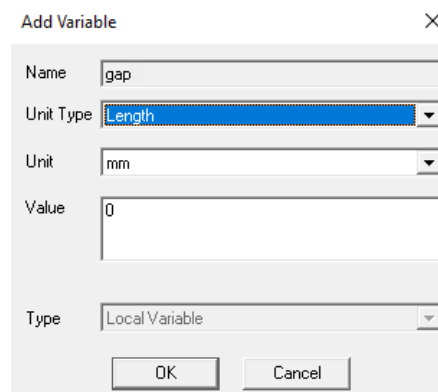 Add Variable
Name gap
Unit Type Length
Unit mm
Value 0
Type Local Variable
OK Cancel